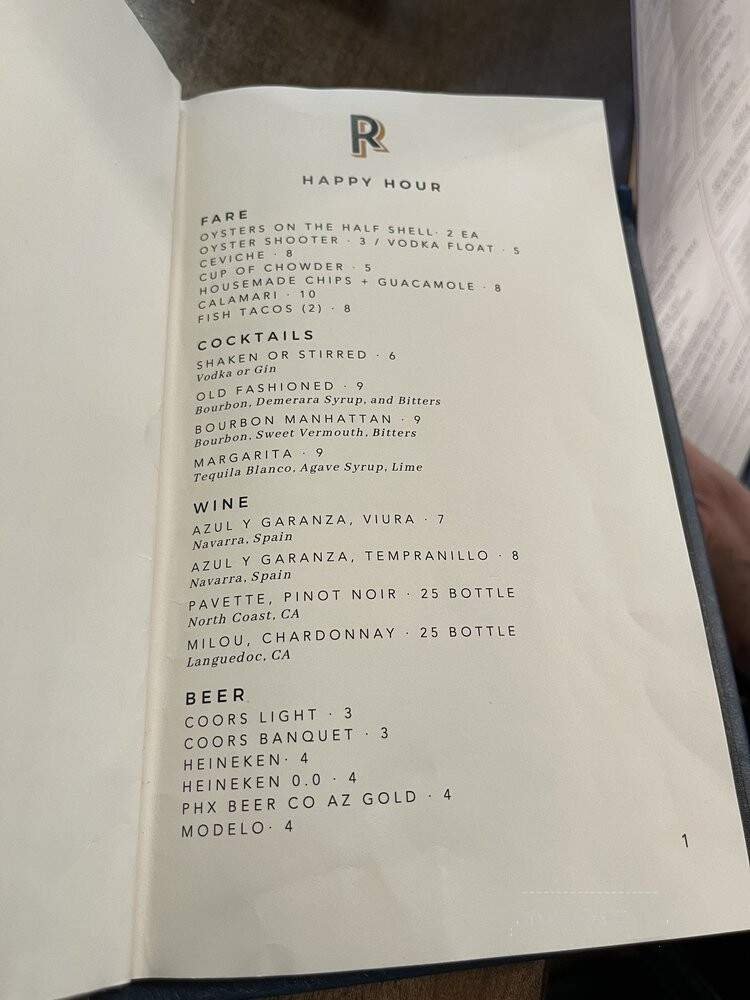 R
HAPPY HOUR
FARE
OYSTERS ON THE HALF SHELL· 2 EA
OYSTER SHOOTER · 3 / VODKA FLOAT · 5
CEVICHE · 8
CUP OF CHOWDER · 5
HOUSEMADE CHIPS + GUACAMOLE · 8
CALAMARI · 10
FISH TACOS (2) · 8
COCKTAILS
SHAKEN OR STIRRED · 6
Vodka or Gin
OLD FASHIONED · 9
Bourbon, Demerara Syrup, and Bitters
BOURBON MANHATTAN · 9
Bourbon, Sweet Vermouth, Bitters
MARGARITA · 9
Tequila Blanco, Agave Syrup, Lime
WINE
AZUL Y GARANZA, VIURA · 7
Navarra, Spain
AZUL Y GARANZA, TEMPRANILLO · 8
Navarra, Spain
PAVETTE, PINOT NOIR · 25 BOTTLE
North Coast, CA
MILOU, CHARDONNAY · 25 BOTTLE
Languedoc, CA
BEER
COORS LIGHT · 3
COORS BANQUET · 3
HEINEKEN· 4
HEINEKEN 0.0 · 4
PHX BEER CO AZ GOLD · 4
MODELO· 4
1